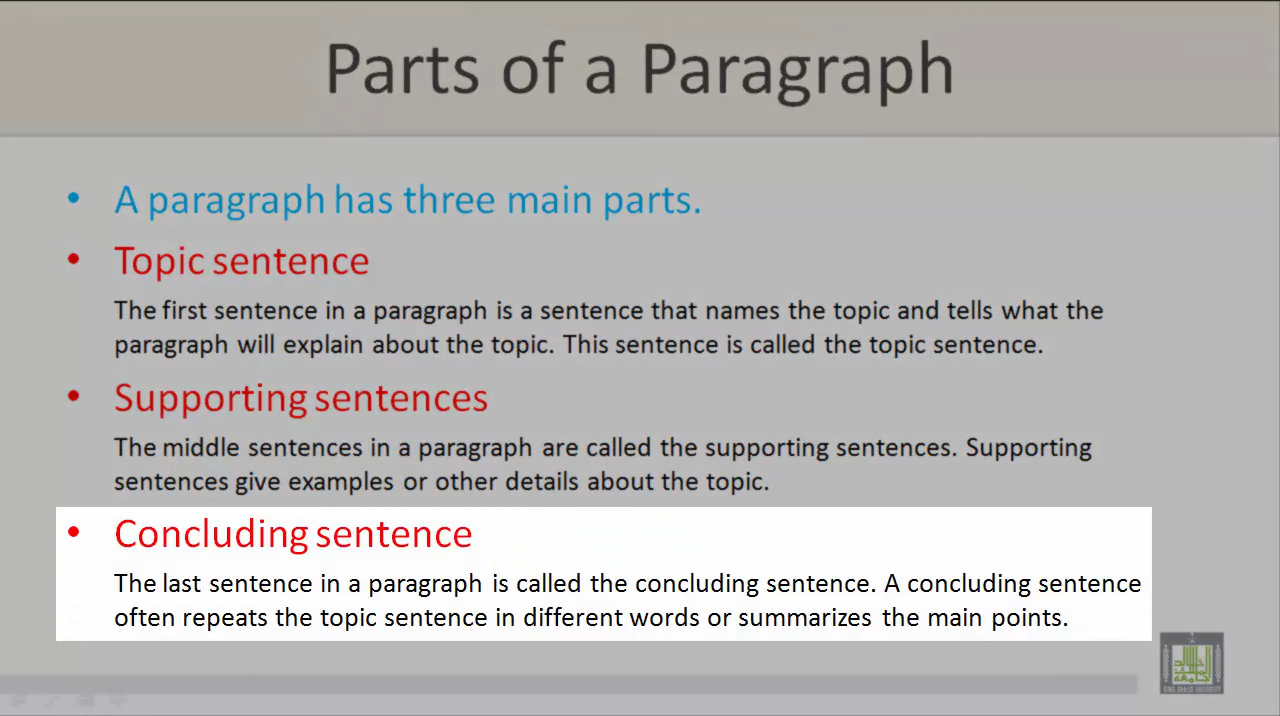 Parts of a Paragraph
• A paragraph has three main parts.
• Topic sentence
The first sentence in a paragraph is a sentence that names the topic and tells what the
paragraph will explain about the topic. This sentence is called the topic sentence.
• Supporting sentences
The middle sentences in a paragraph are called the supporting sentences. Supporting
sentences give examples or other details about the topic.
• Concluding sentence
The last sentence in a paragraph is called the concluding sentence. A concluding sentence
often repeats the topic sentence in different words or summarizes the main points.
KING KHALID UNIVERSITY